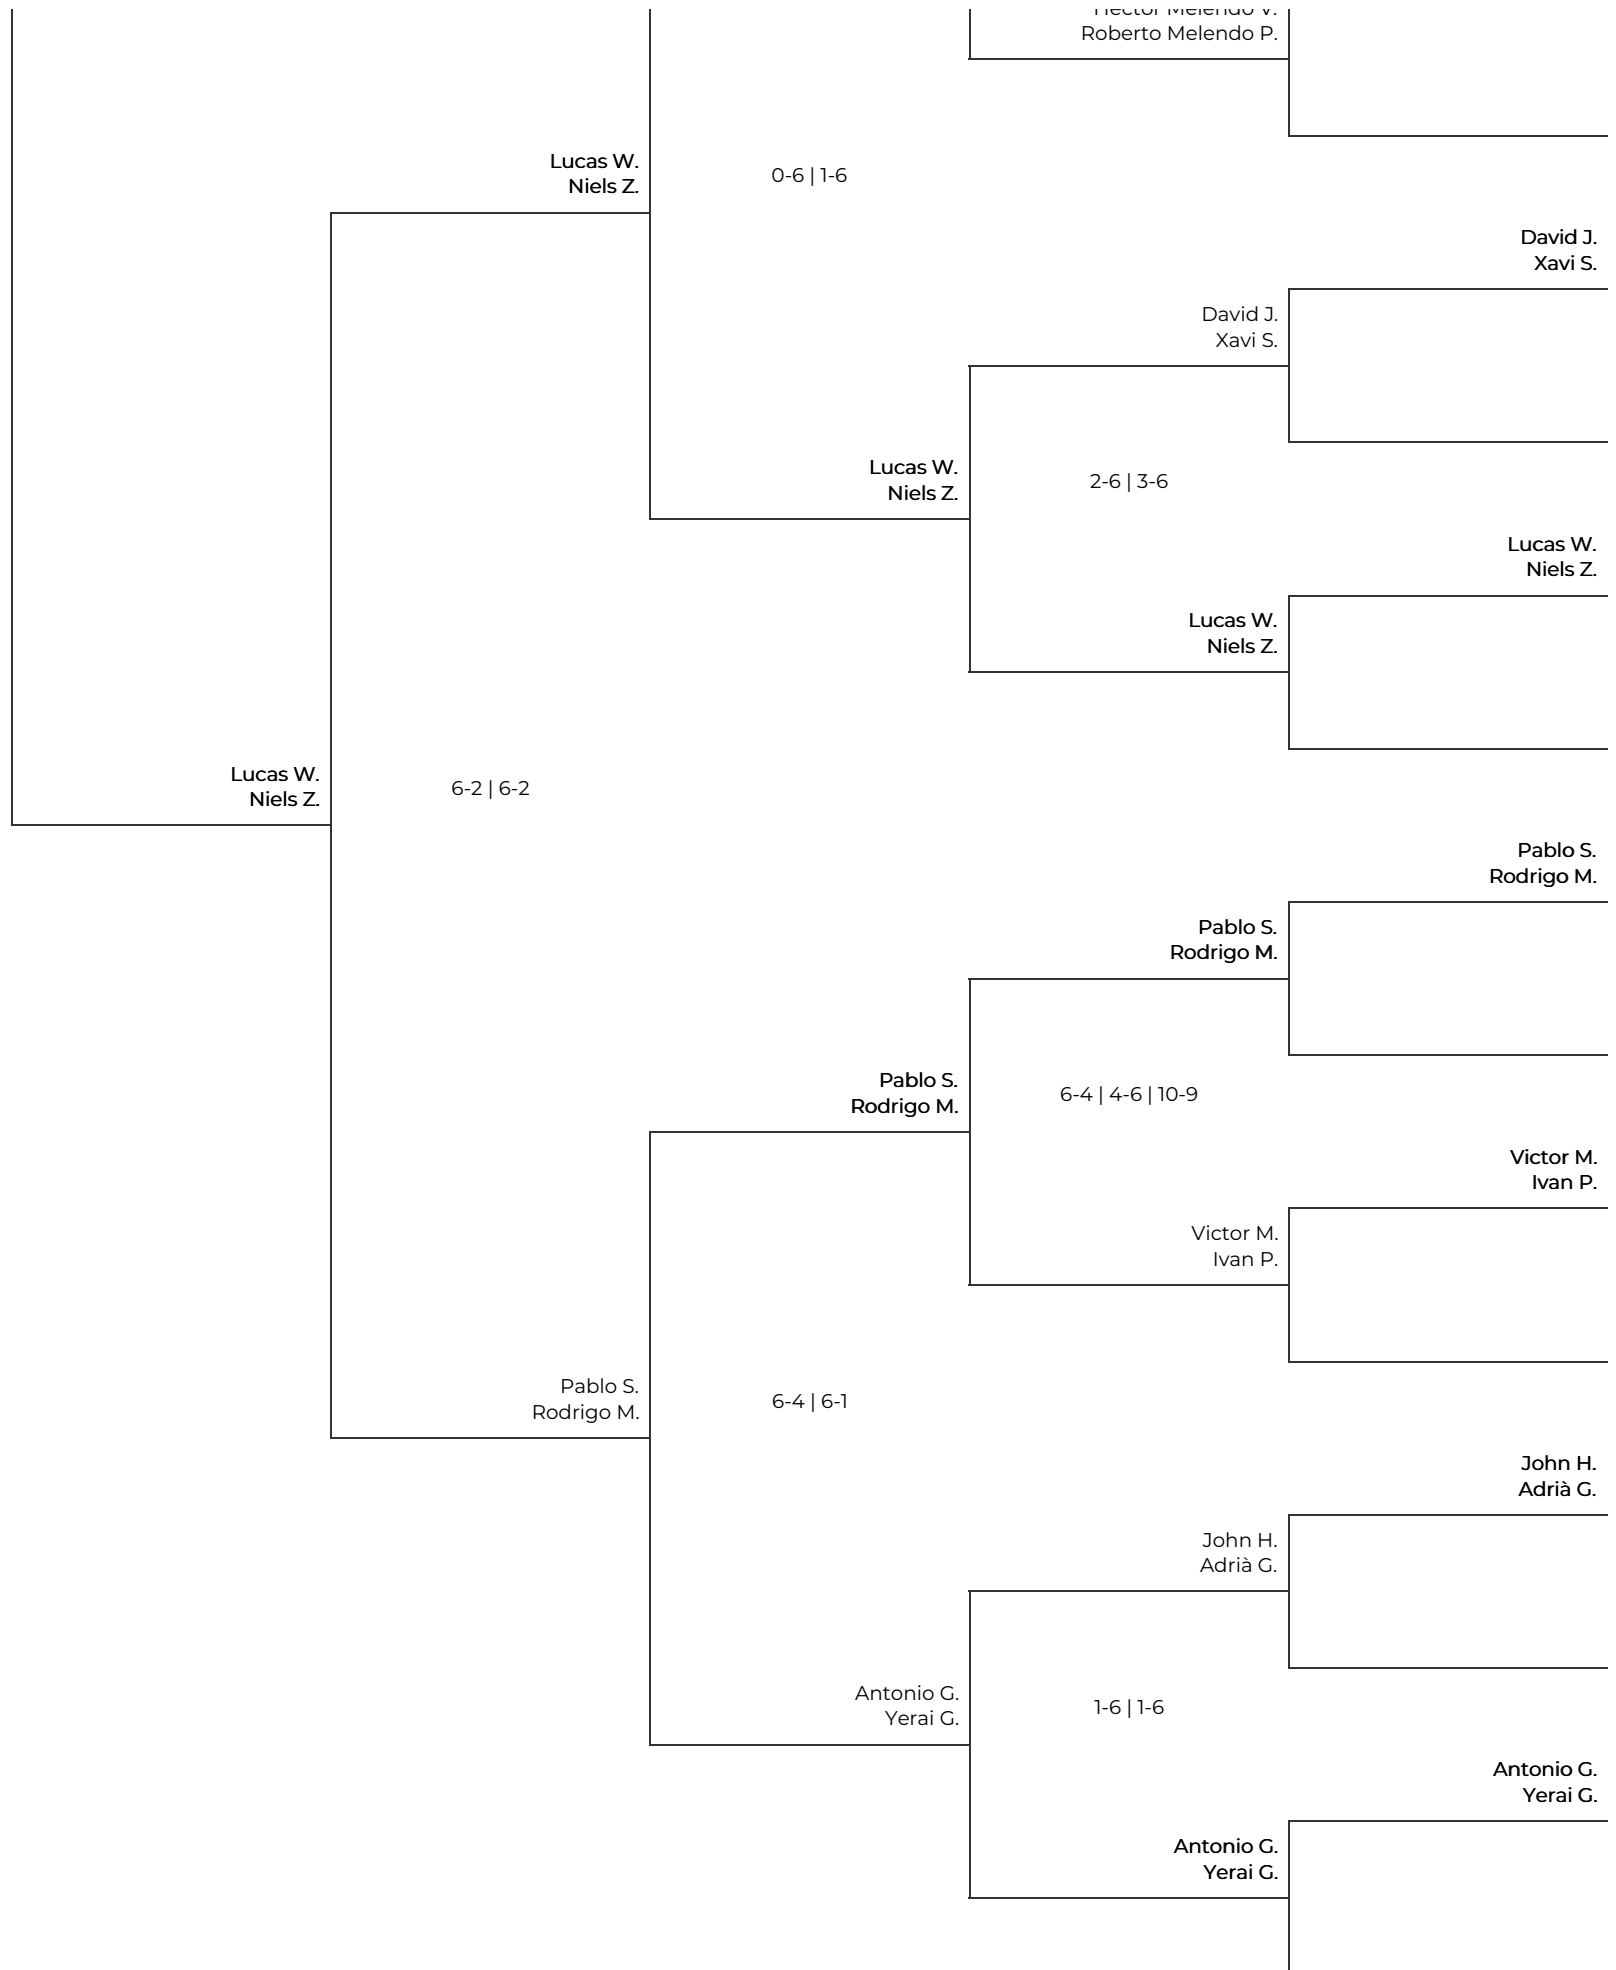 Roberto Melendo P.
Lucas W.
Niels Z.
0-6 | 1-6
David J.
Xavi S.
David J.
Xavi S.
Lucas W.
Niels Z.
2-6 | 3-6
Lucas W.
Niels Z.
Lucas W.
Niels Z.
Lucas W.
Niels Z.
6-2 | 6-2
Pablo S.
Rodrigo M.
Pablo S.
Rodrigo M.
Pablo S.
Rodrigo M.
6-4 | 4-6 | 10-9
Victor M.
Ivan P.
Victor M.
Ivan P.
Pablo S.
Rodrigo M.
6-4 | 6-1
John H.
Adrià G.
John H.
Adrià G.
Antonio G.
Yerai G.
1-6 | 1-6
Antonio G.
Yerai G.
Antonio G.
Yerai G.